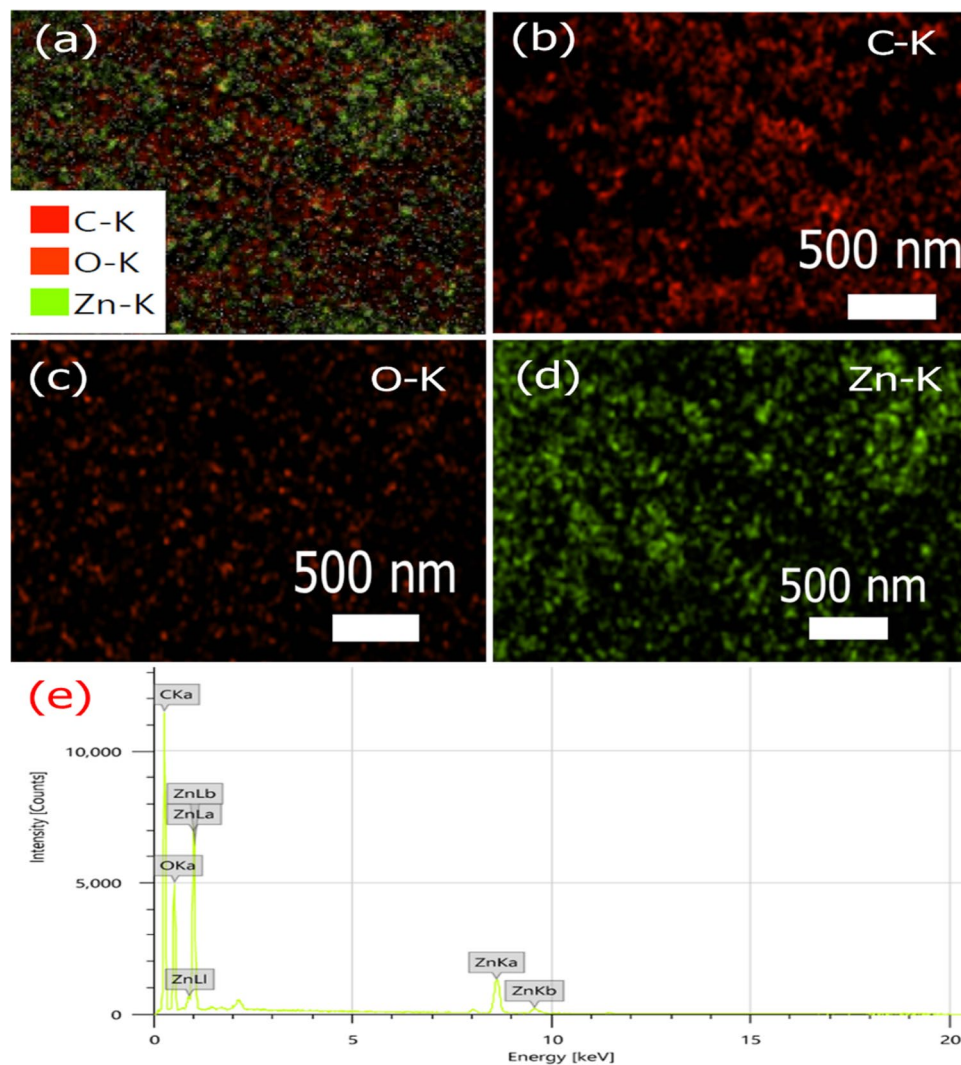 (a)
C-K
O-K
Zn-K
(b)
C-K
500 nm
(c)
O-K
500 nm
(d)
Zn-K
500 nm
(e)
CKa
ZnLb
ZnLa
OKa
ZnLl
ZnKa
ZnKb
Intensity [Counts]
10,000
5,000
0
0 5 10 15 20
Energy [keV]